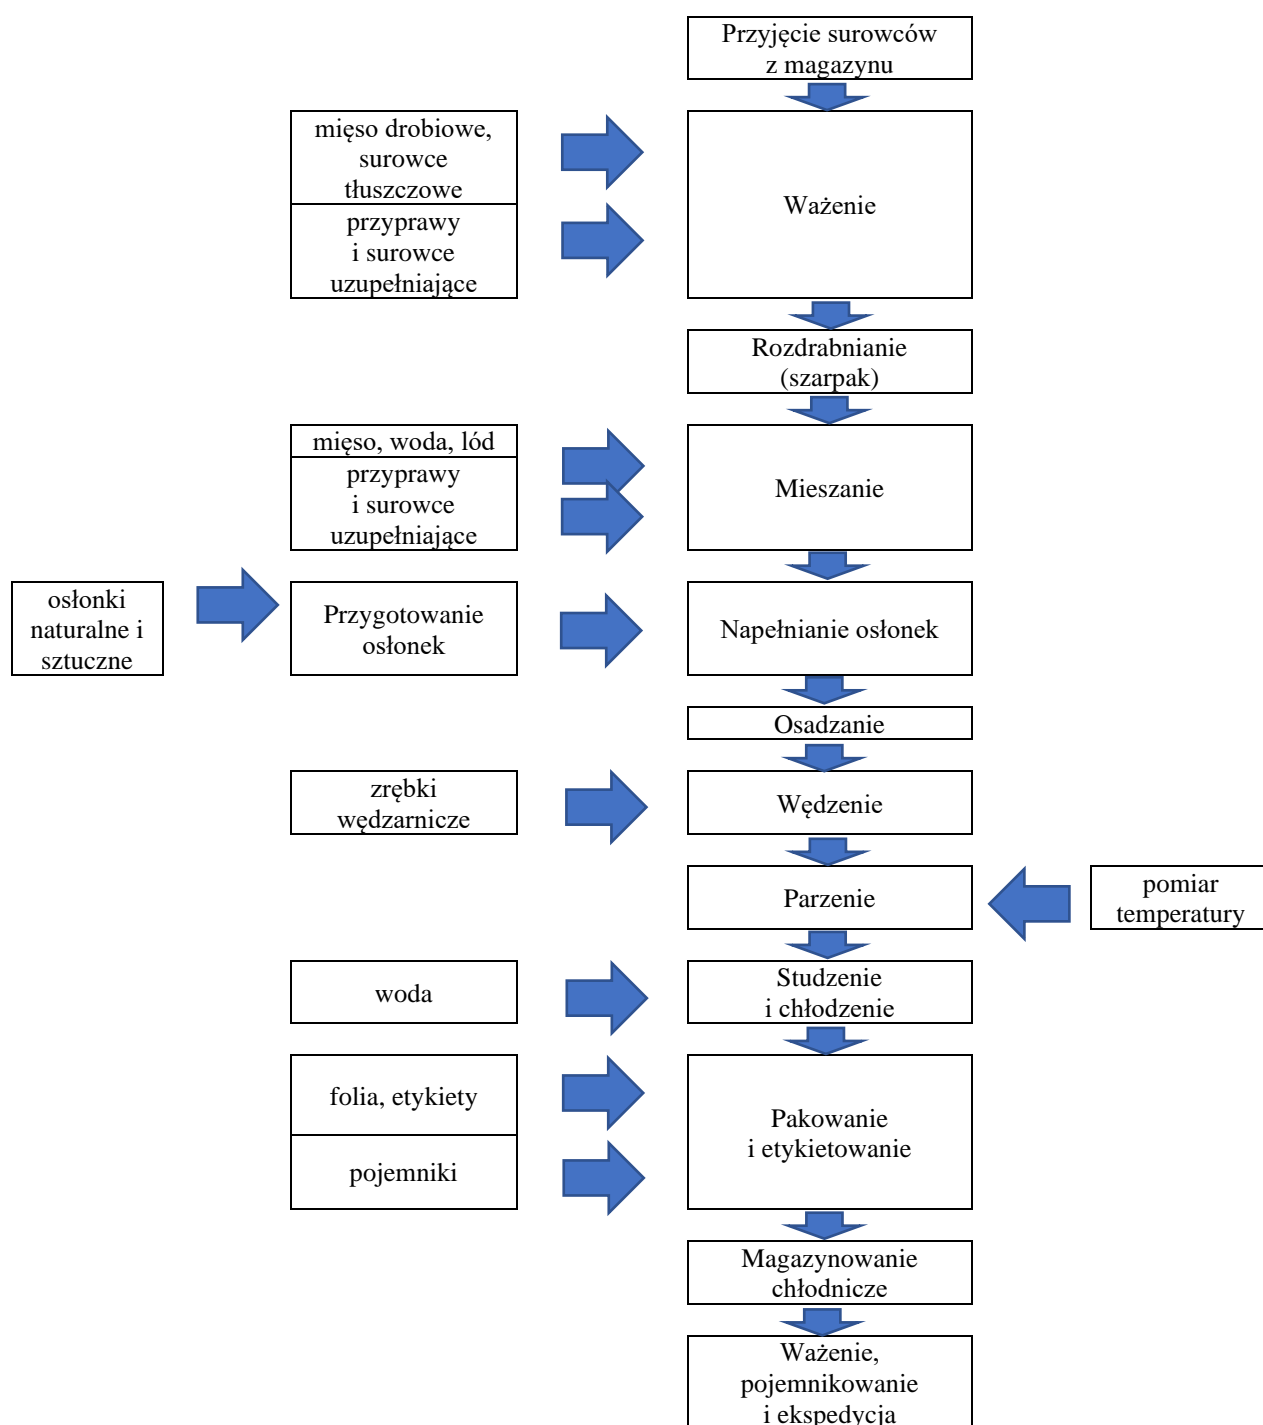 Przyjęcie surowców
z magazynu
mięso drobiowe,
surowce
tłuszczowe
przyprawy
i surowce
uzupełniające
Ważenie
Rozdrabnianie
(szarpak)
mięso, woda, lód
przyprawy
i surowce
uzupełniające
Mieszanie
osłonki
naturalne i
sztuczne
Przygotowanie
osłonek
Napełnianie osłonek
Osadzanie
zrębki
wędzarnicze
Wędzenie
Parzenie
pomiar
temperatury
woda
Studzenie
i chłodzenie
folia, etykiety
pojemniki
Pakowanie
i etykietowanie
Magazynowanie
chłodnicze
Ważenie,
pojemnikowanie
i ekspedycja